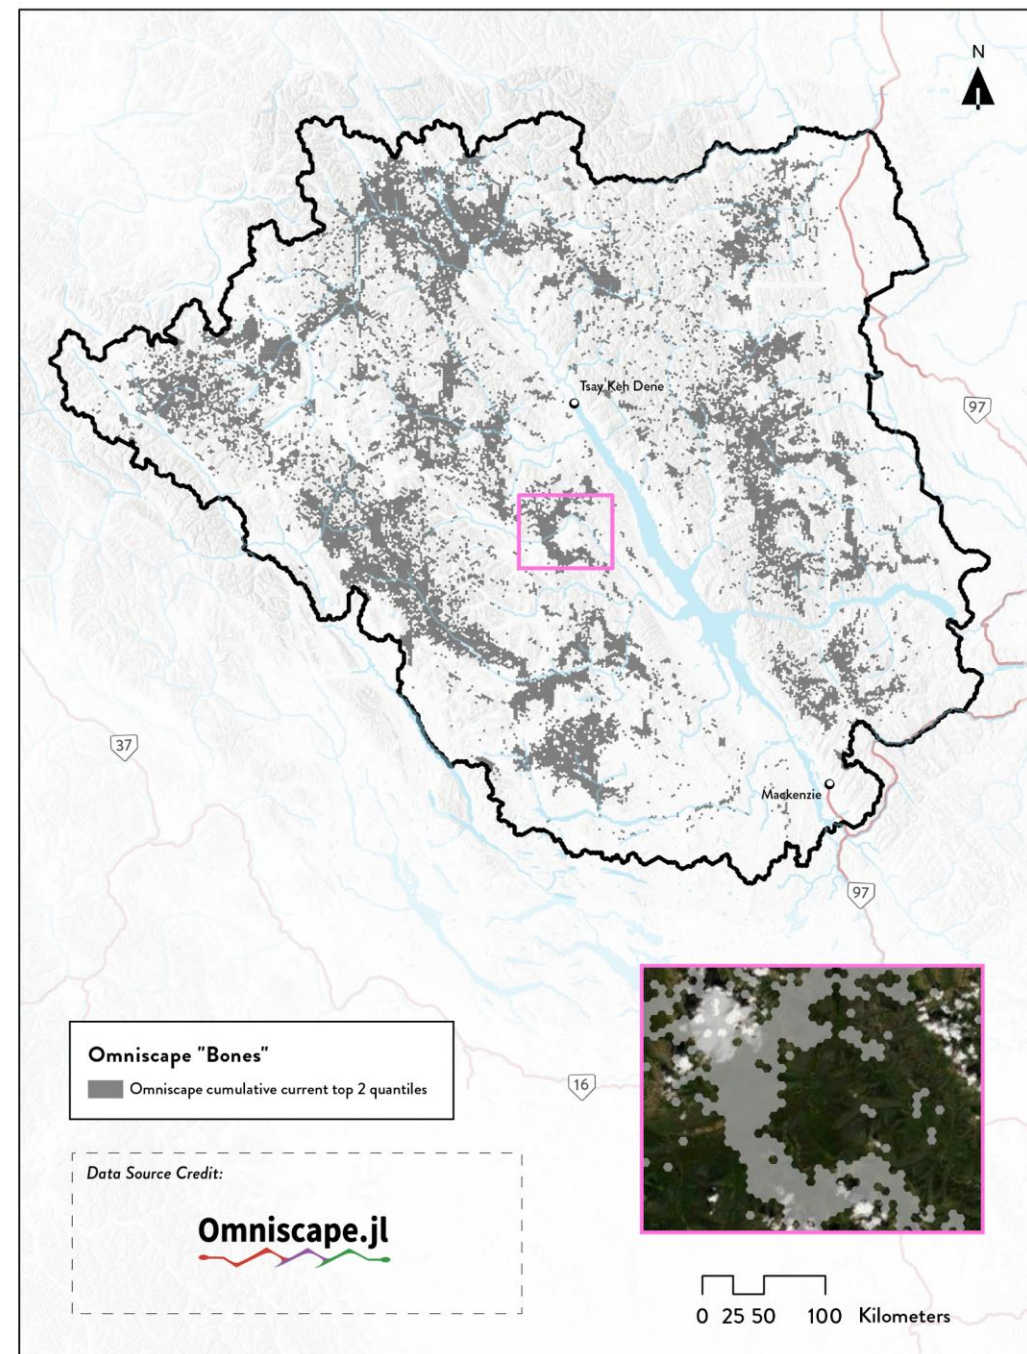 N
Tsay Keh Dene
97
37
Mackenzie
97
Omniscape "Bones"
Omniscape cumulative current top 2 quantiles
16
Data Source Credit:
Omniscape.jl
0 25 50 100 Kilometers